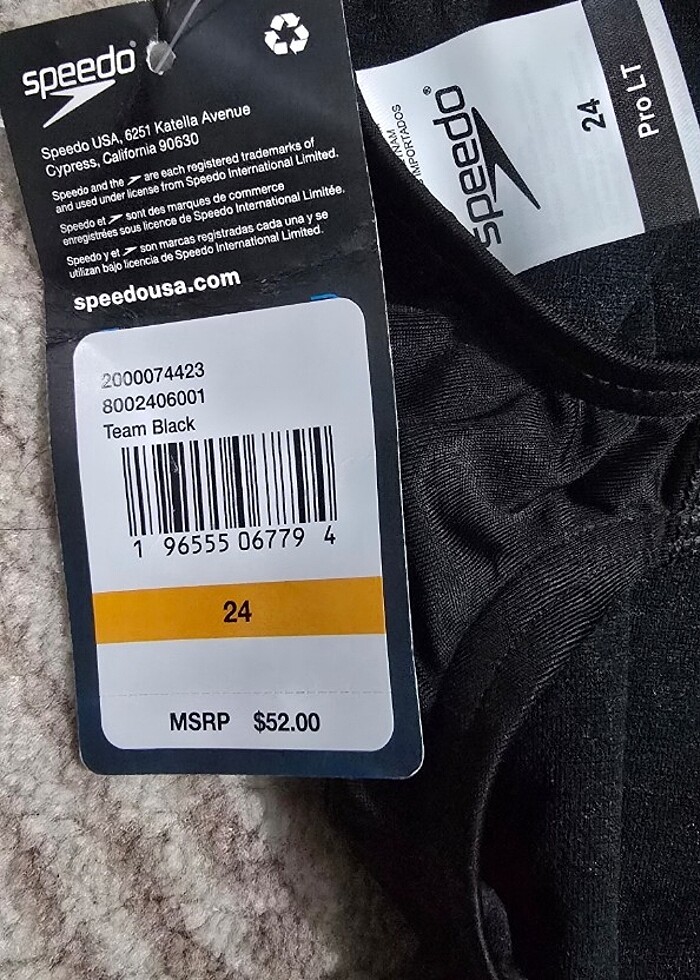 speedo®
Speedo USA, 6251 Katella Avenue
Cypress, California 90630
Speedo and the are each registered trademarks of
and used under license from Speedo International Limited.
Speedo et sont des marques de commerce
enregistrées sous licence de Speedo International Limitée.
Speedo y et son marcas registradas cada una y se
utilizan bajo licencia de Speedo International Limited.
speedousa.com
2000074423
8002406001
Team Black
1 96555 06779 4
24
MSRP $52.00
IMPORTADOS
speedo®
24
Pro LT